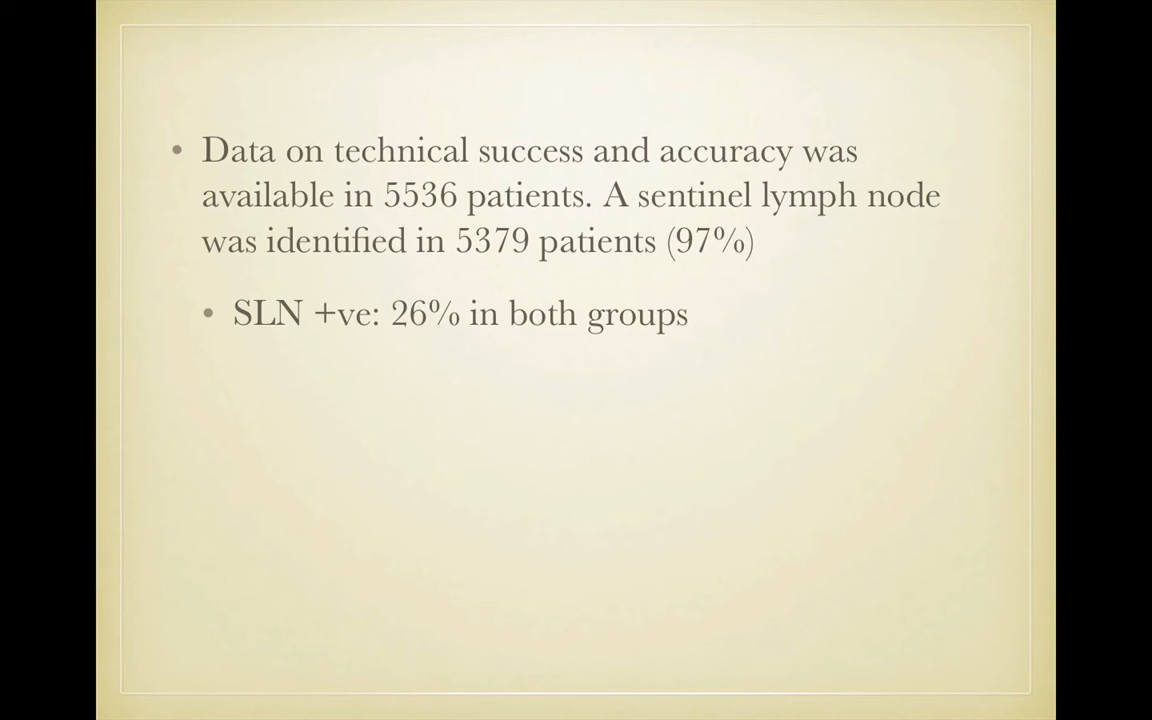 • Data on technical success and accuracy was
available in 5536 patients. A sentinel lymph node
was identified in 5379 patients (97%)
• SLN +ve: 26% in both groups